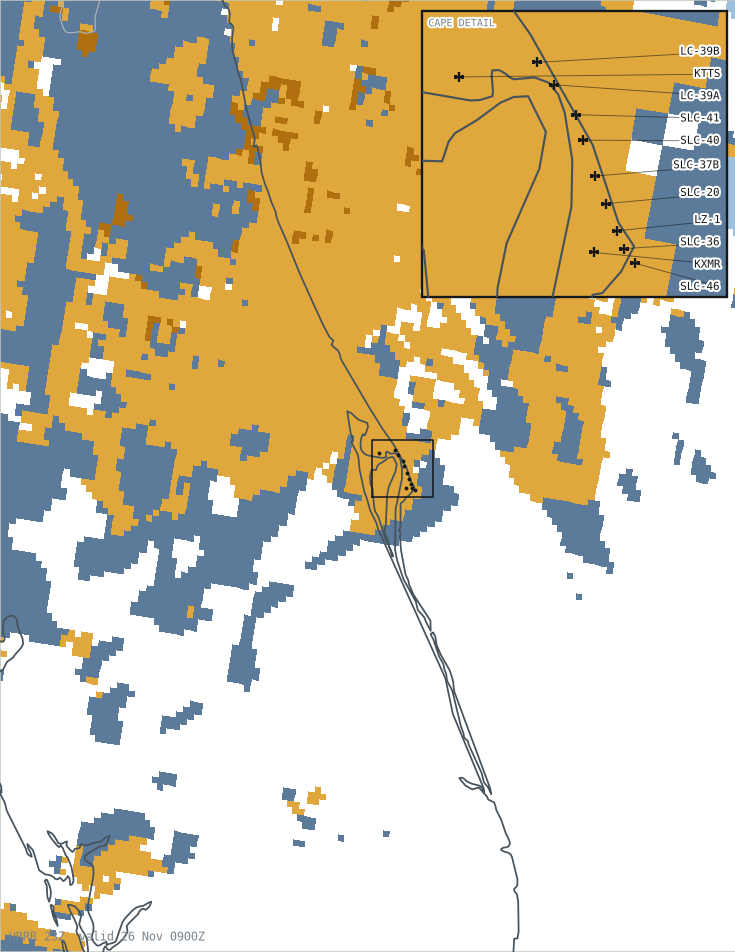 CAPE DETAIL
LC-39B
KTTS
LC-39A
SLC-41
SLC-40
SLC-37B
SLC-20
LZ-1
SLC-36
KXMR
SLC-46
valid 26 Nov 0900Z